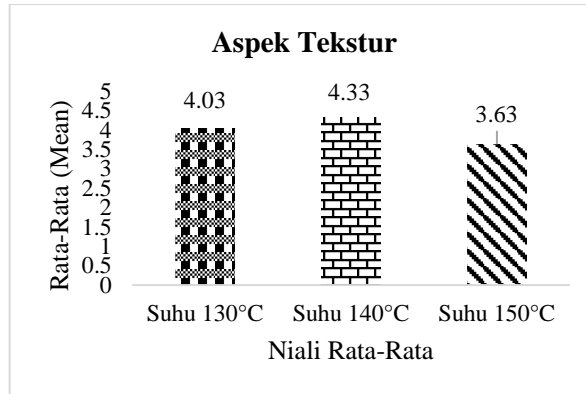 Aspek Tekstur
Rata-Rata (Mean)
5
4.5
4
3.5
3
2.5
2
1.5
1
0.5
0
4.03
4.33
3.63
Suhu 130°C
Suhu 140°C
Suhu 150°C
Niali Rata-Rata